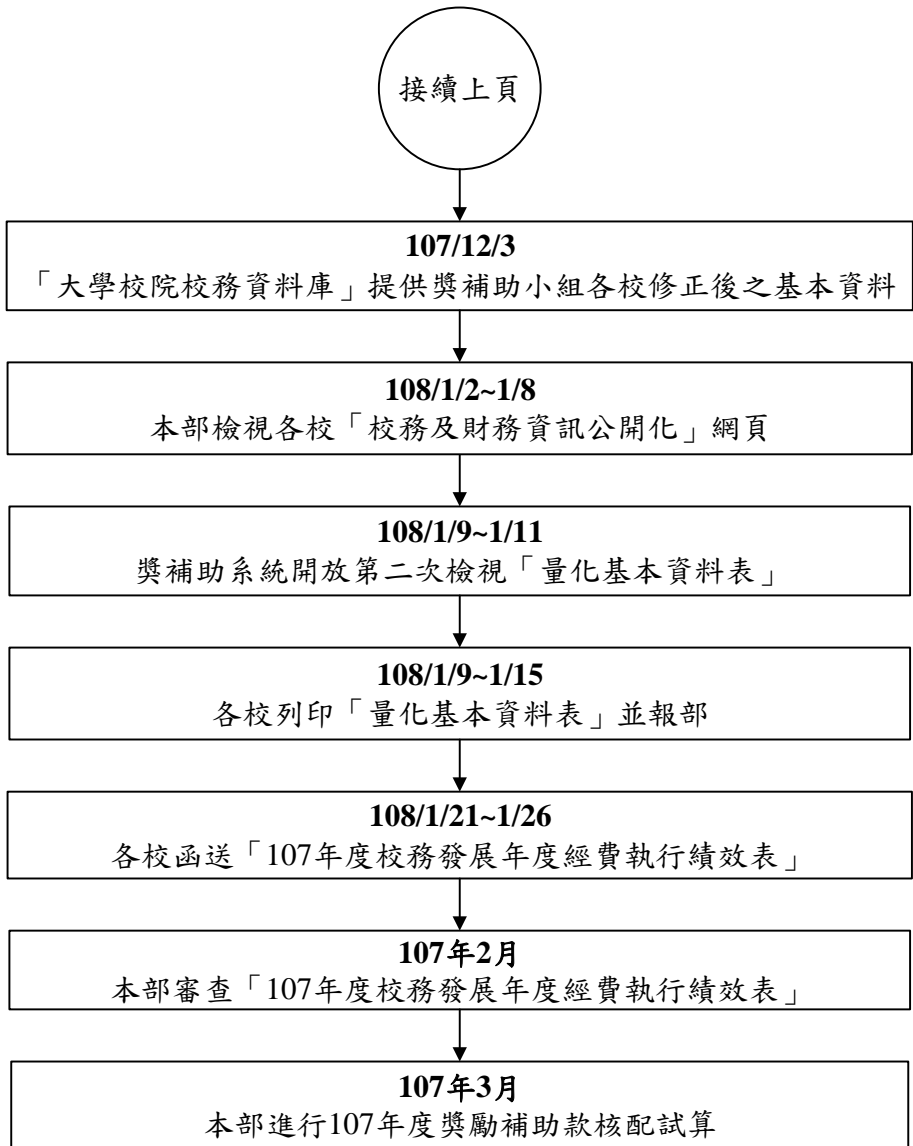 接續上頁
107/12/3
「大學校院校務資料庫」提供獎補助小組各校修正後之基本資料
108/1/2~1/8
本部檢視各校「校務及財務資訊公開化」網頁
108/1/9~1/11
獎補助系統開放第二次檢視「量化基本資料表」
108/1/9~1/15
各校列印「量化基本資料表」並報部
108/1/21~1/26
各校函送「107年度校務發展年度經費執行績效表」
107年2月
本部審查「107年度校務發展年度經費執行績效表」
107年3月
本部進行107年度獎勵補助款核配試算